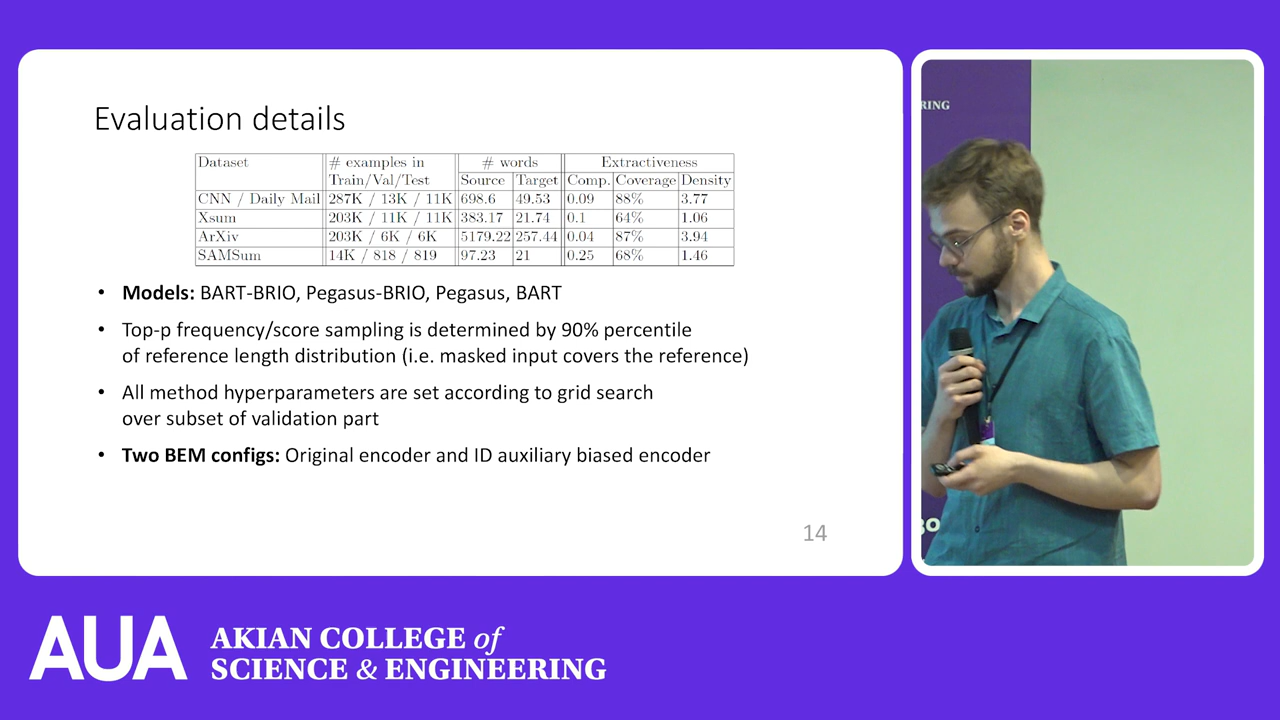 Evaluation details
Dataset # examples in # words Extractiveness
Train/Val/Test Source Target Comp. Coverage Density
CNN / Daily Mail 287K / 13K / 11K 698.6 49.53 0.09 88% 3.77
Xsum 203K / 11K / 11K 383.17 21.74 0.1 64% 1.06
ArXiv 203K / 6K / 6K 5179.22 257.44 0.04 87% 3.94
SAMSum 14K / 818 / 819 97.23 21 0.25 68% 1.46
• Models: BART-BRIO, Pegasus-BRIO, Pegasus, BART
• Top-p frequency/score sampling is determined by 90% percentile
of reference length distribution (i.e. masked input covers the reference)
• All method hyperparameters are set according to grid search
over subset of validation part
• Two BEM configs: Original encoder and ID auxiliary biased encoder
14
RING
AUA
AKIAN COLLEGE of
SCIENCE & ENGINEERING